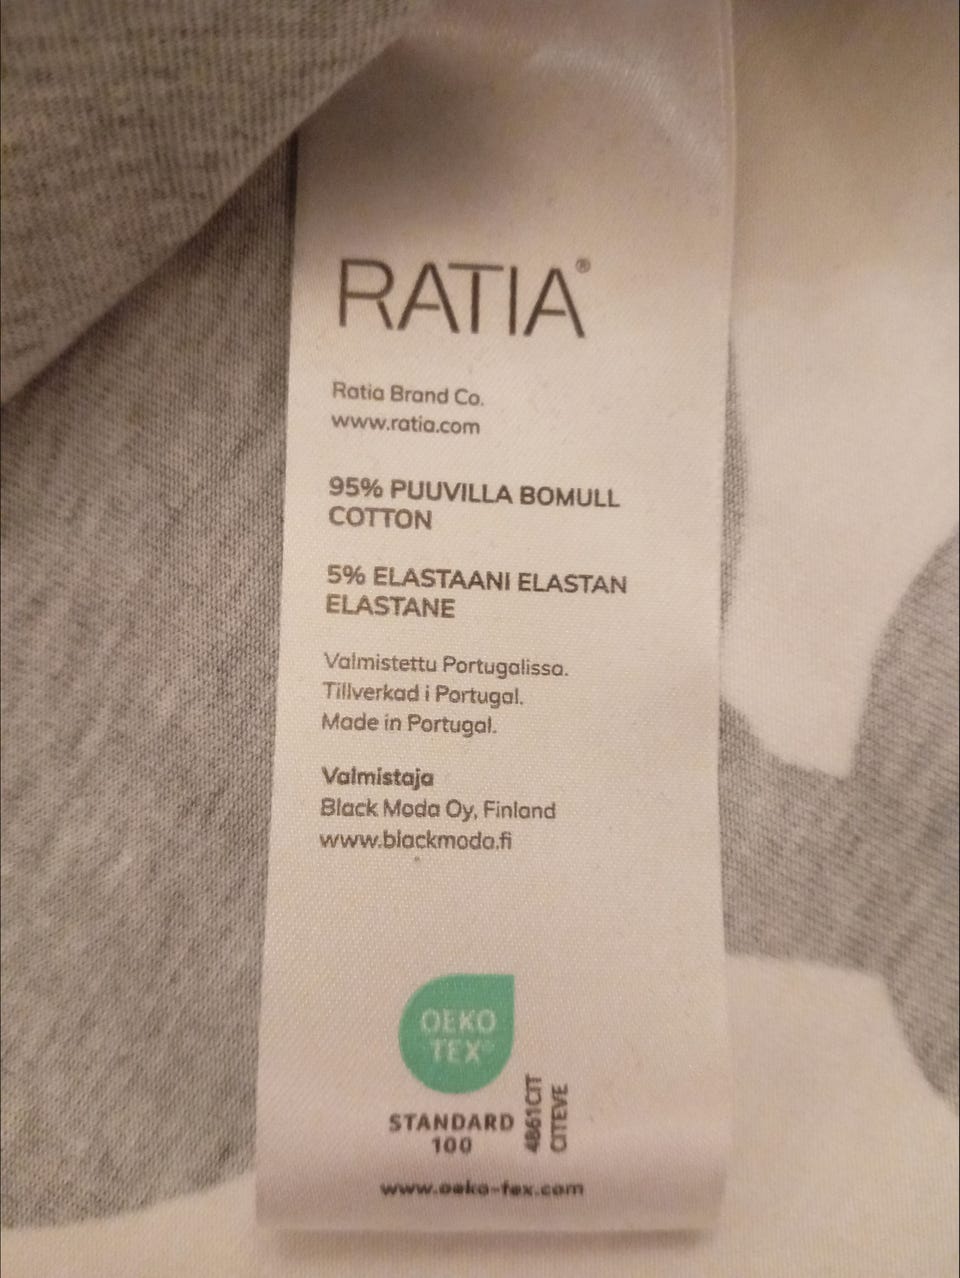 RATIA®
Ratia Brand Co.
www.ratia.com
95% PUUVILLA BOMULL
COTTON
5% ELASTAANI ELASTAN
ELASTANE
Valmistettu Portugalissa.
Tillverkad i Portugal.
Made in Portugal.
Valmistaja
Black Moda Oy, Finland
www.blackmoda.fi
OEKO
TEX®
STANDARD
100
4861CIT
CITEVE
www.oeko-tex.com